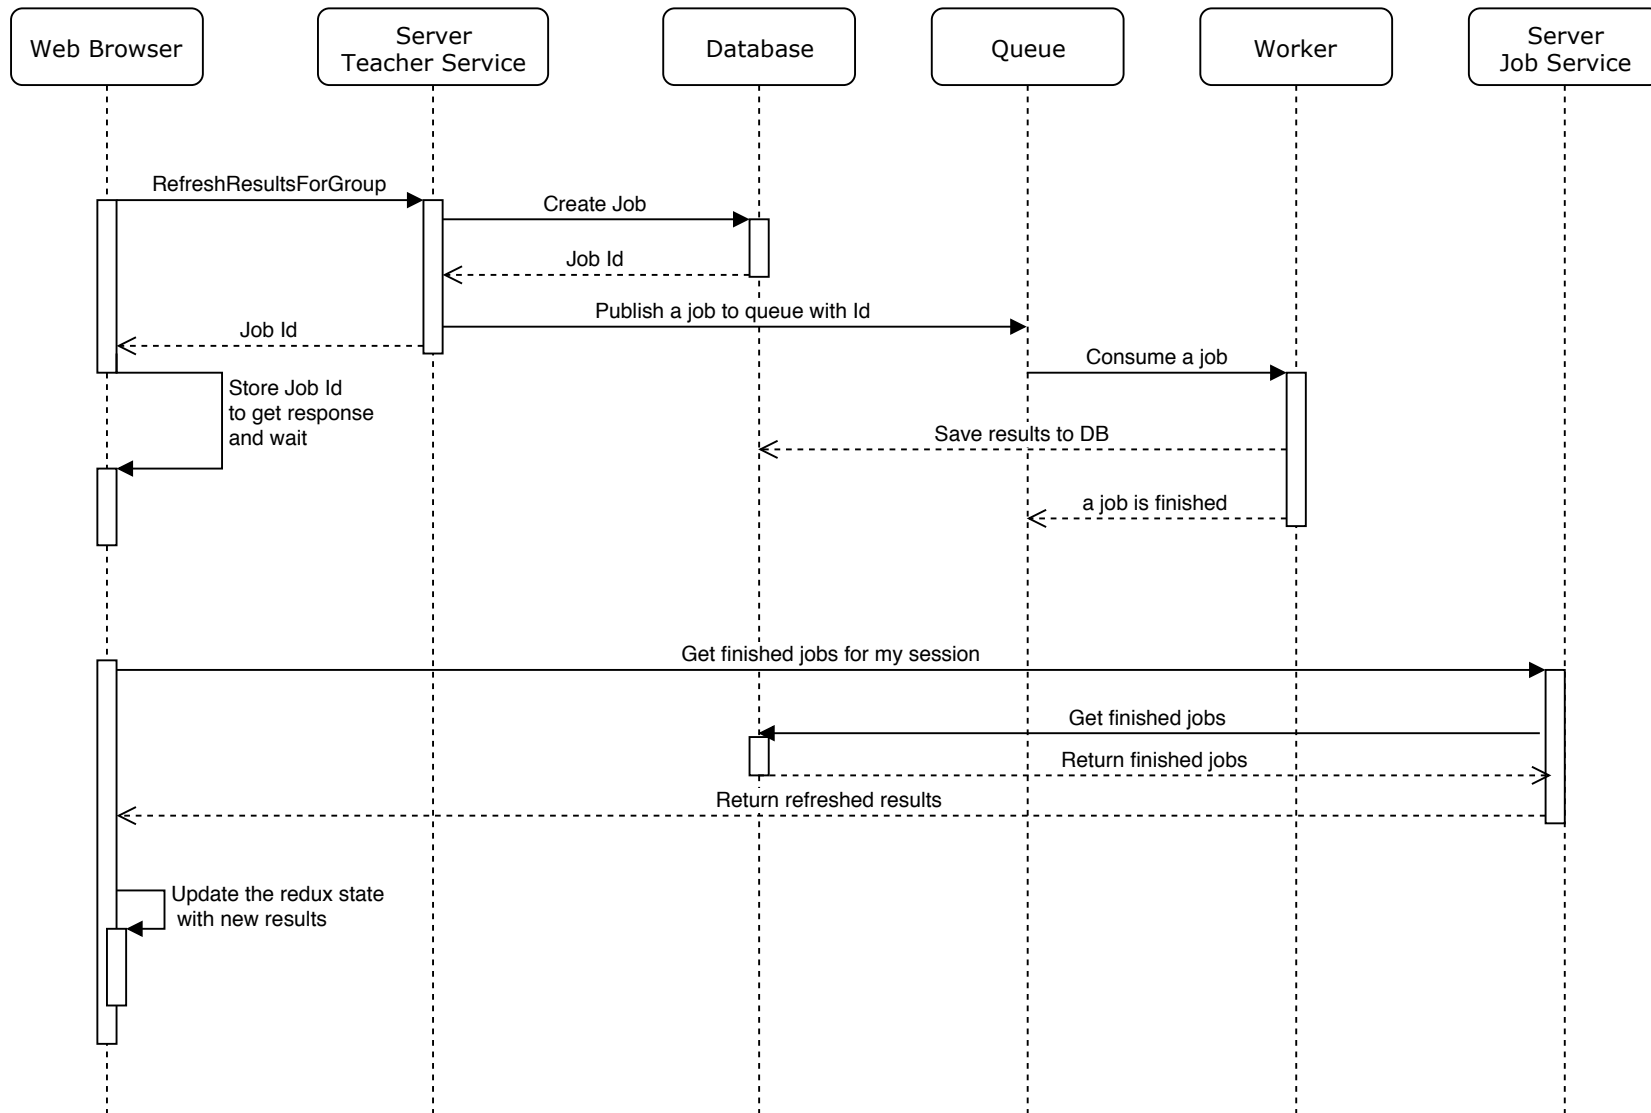 Web Browser
Server
Teacher Service
Database
Queue
Worker
Server
Job Service
RefreshResultsForGroup
Create Job
Job Id
Publish a job to queue with Id
Job Id
Consume a job
Store Job Id
to get response
and wait
Save results to DB
a job is finished
Get finished jobs for my session
Get finished jobs
Return finished jobs
Return refreshed results
Update the redux state
with new results